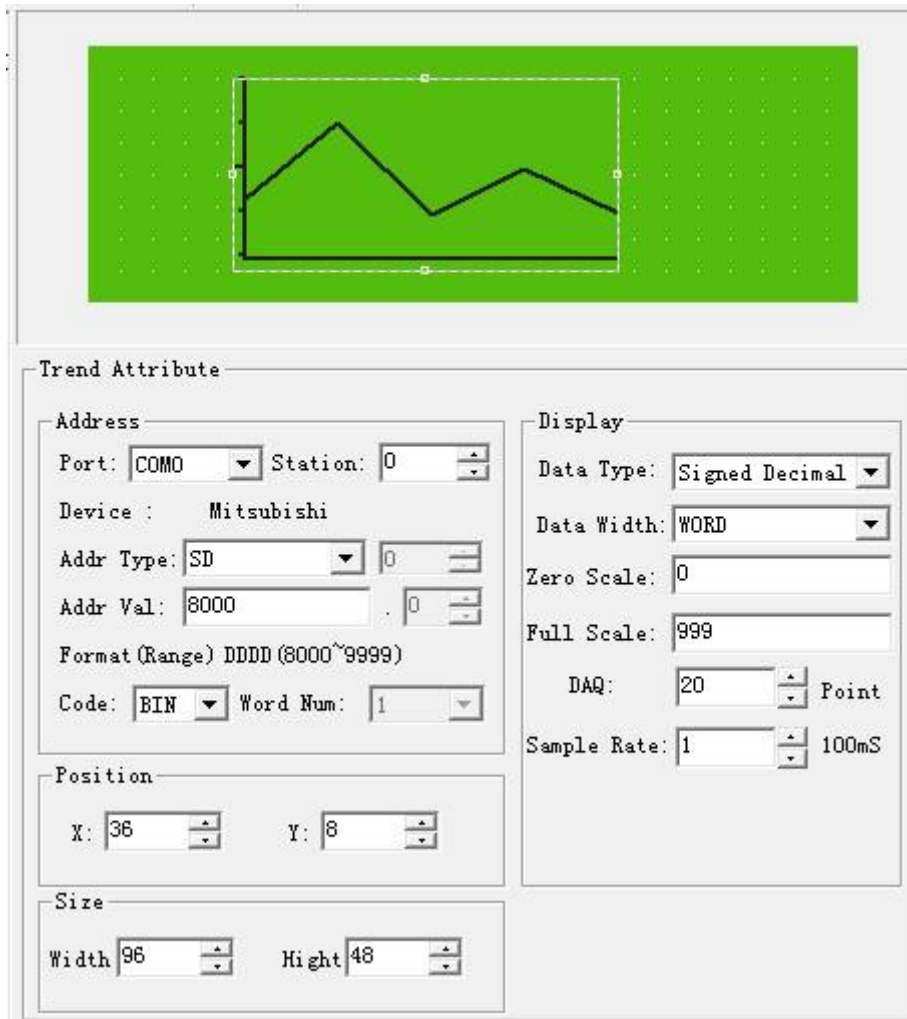 Trend Attribute
Address
Port: COM0 Station: 0
Device : Mitsubishi
Addr Type: SD 0
Addr Val: 8000 . 0
Format(Range) DDDD(8000~9999)
Code: BIN Word Num: 1
Position
X: 36 Y: 8
Size
Width 96 Hight 48
Display
Data Type: Signed Decimal
Data Width: WORD
Zero Scale: 0
Full Scale: 999
DAQ: 20 Point
Sample Rate: 1 100mS